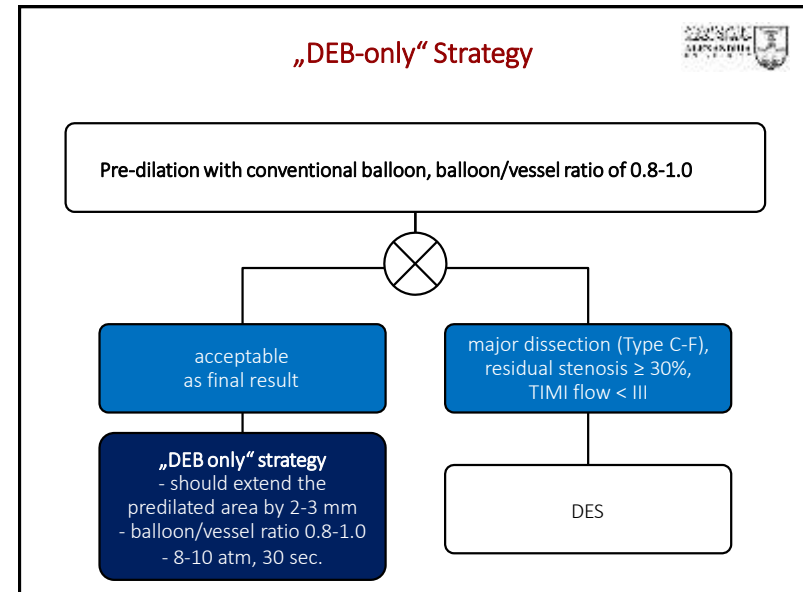 „DEB-only“ Strategy
ALEXANDRIA
Pre-dilation with conventional balloon, balloon/vessel ratio of 0.8-1.0
acceptable
as final result
major dissection (Type C-F),
residual stenosis ≥ 30%,
TIMI flow < III
„DEB only“ strategy
- should extend the
predilated area by 2-3 mm
- balloon/vessel ratio 0.8-1.0
- 8-10 atm, 30 sec.
DES